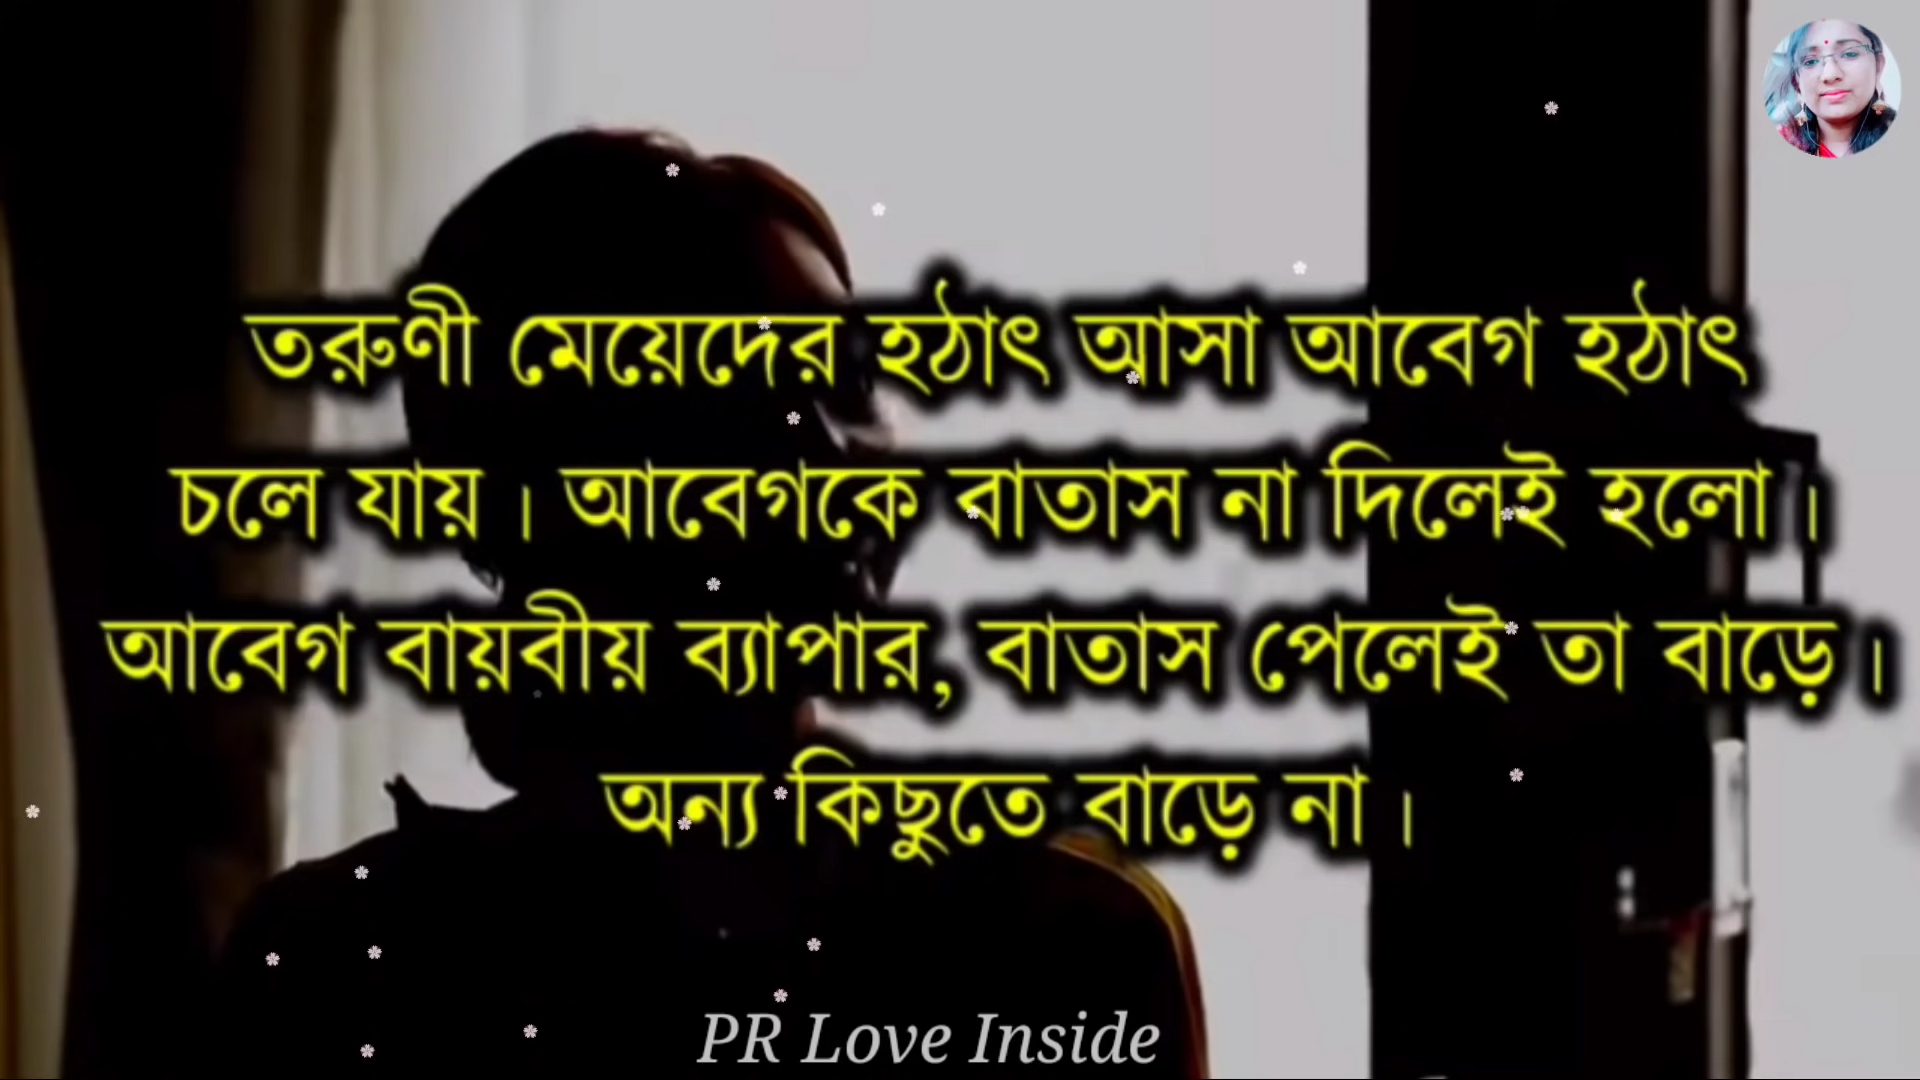 তরুণী মেয়েদের হঠাৎ আসা আবেগ হঠাৎ
চলে যায়। আবেগকে বাতাস না দিলেই হলো।
আবেগ বায়বীয় ব্যাপার, বাতাস পেলেই তা বাড়ে।
অন্য কিছুতে বাড়ে না।
PR Love Inside